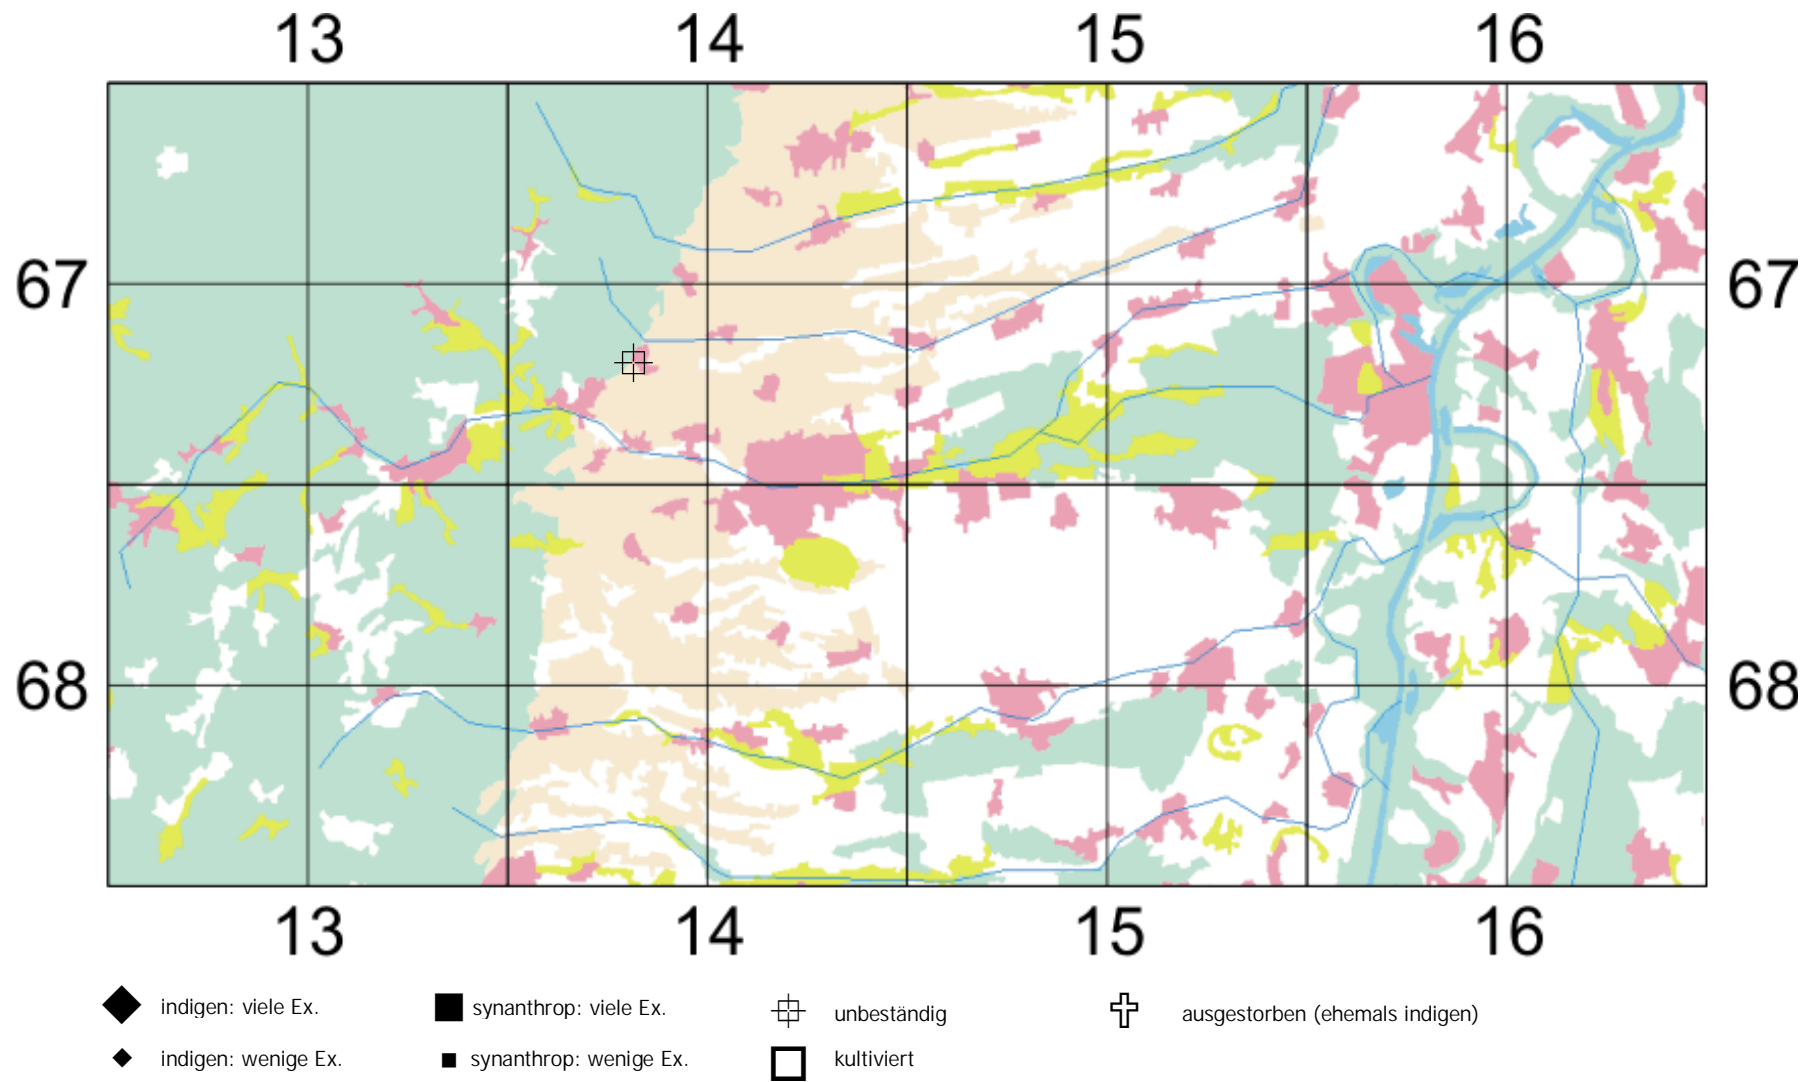 13 14 15 16
67 67
68 68
13 14 15 16
indigen: viele Ex. synanthrop: viele Ex. unbeständig ausgestorben (ehemals indigen)
indigen: wenige Ex. synanthrop: wenige Ex. kultiviert